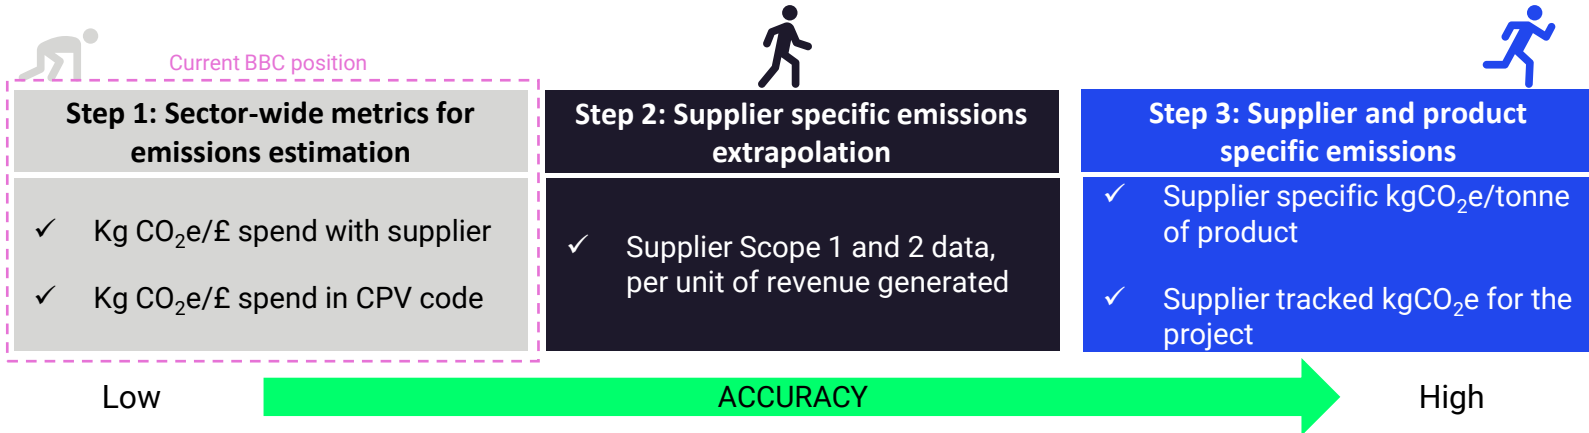 Current BBC position
Step 1: Sector-wide metrics for
emissions estimation
✓ Kg CO₂e/£ spend with supplier
✓ Kg CO₂e/£ spend in CPV code
Step 2: Supplier specific emissions
extrapolation
✓ Supplier Scope 1 and 2 data,
per unit of revenue generated
Step 3: Supplier and product
specific emissions
✓ Supplier specific kgCO₂e/tonne
of product
✓ Supplier tracked kgCO₂e for the
project
Low
ACCURACY
High